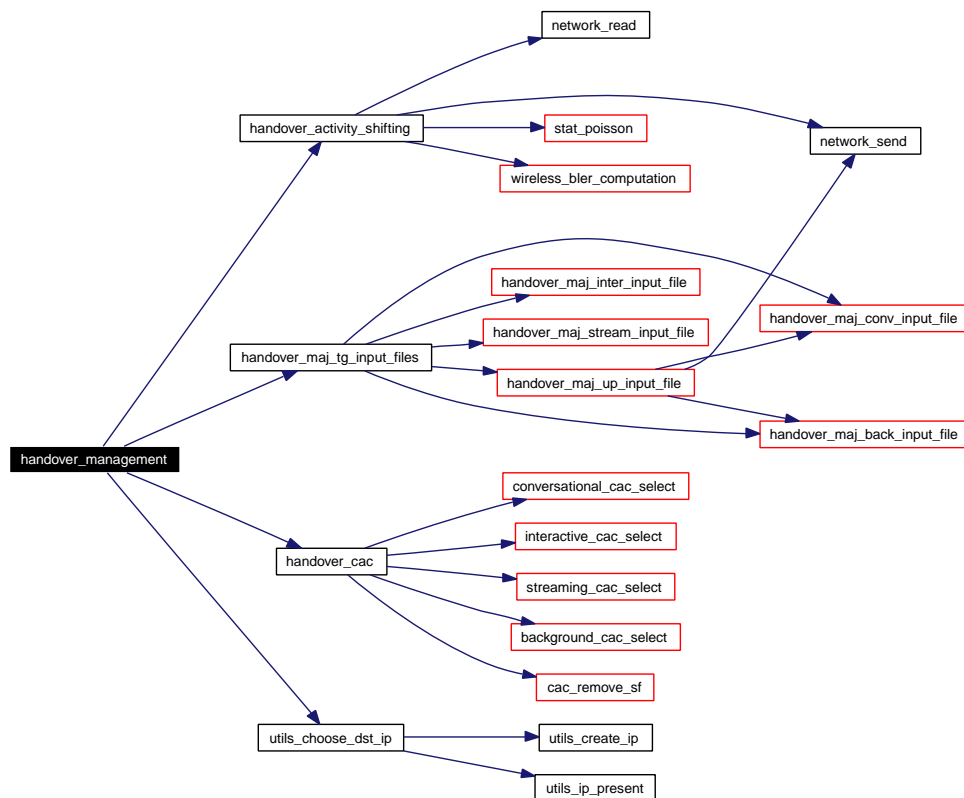 network_read
handover_activity_shifting
stat_poisson
network_send
wireless_bler_computation
handover_maj_inter_input_file
handover_maj_conv_input_file
handover_maj_stream_input_file
handover_maj_tg_input_files
handover_maj_up_input_file
handover_maj_back_input_file
handover_management
conversational_cac_select
interactive_cac_select
handover_cac
streaming_cac_select
background_cac_select
cac_remove_sf
utils_choose_dst_ip
utils_create_ip
utils_ip_present